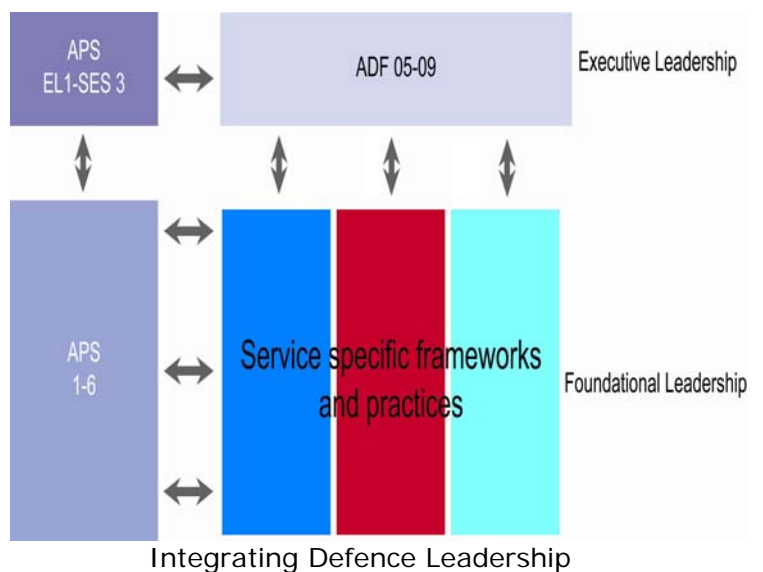 APS
EL1-SES 3
ADF 05-09
Executive Leadership
APS
1-6
Service specific frameworks
and practices
Foundational Leadership
Integrating Defence Leadership